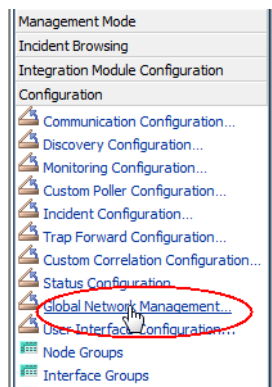 Management Mode
Incident Browsing
Integration Module Configuration
Configuration
Communication Configuration...
Discovery Configuration...
Monitoring Configuration...
Custom Poller Configuration...
Incident Configuration...
Trap Forward Configuration...
Custom Correlation Configuration...
Status Configuration...
Global Network Management...
User Interface Configuration...
Node Groups
Interface Groups